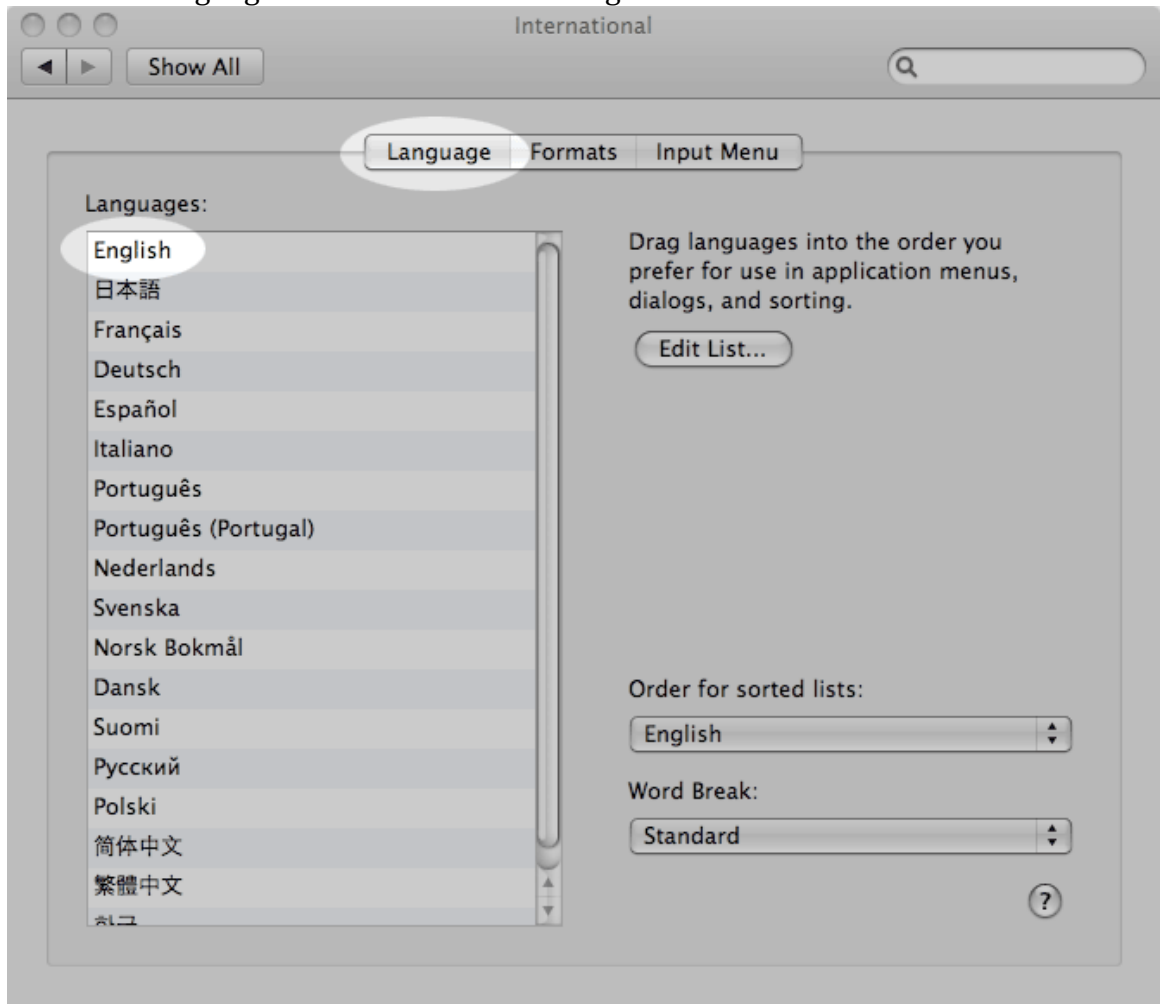 International
Show All
Language Formats Input Menu
Languages:
English
日本語
Français
Deutsch
Español
Italiano
Português
Português (Portugal)
Nederlands
Svenska
Norsk Bokmål
Dansk
Suomi
Русский
Polski
简体中文
繁體中文
Drag languages into the order you
prefer for use in application menus,
dialogs, and sorting.
Edit List...
Order for sorted lists:
English
Word Break:
Standard
?